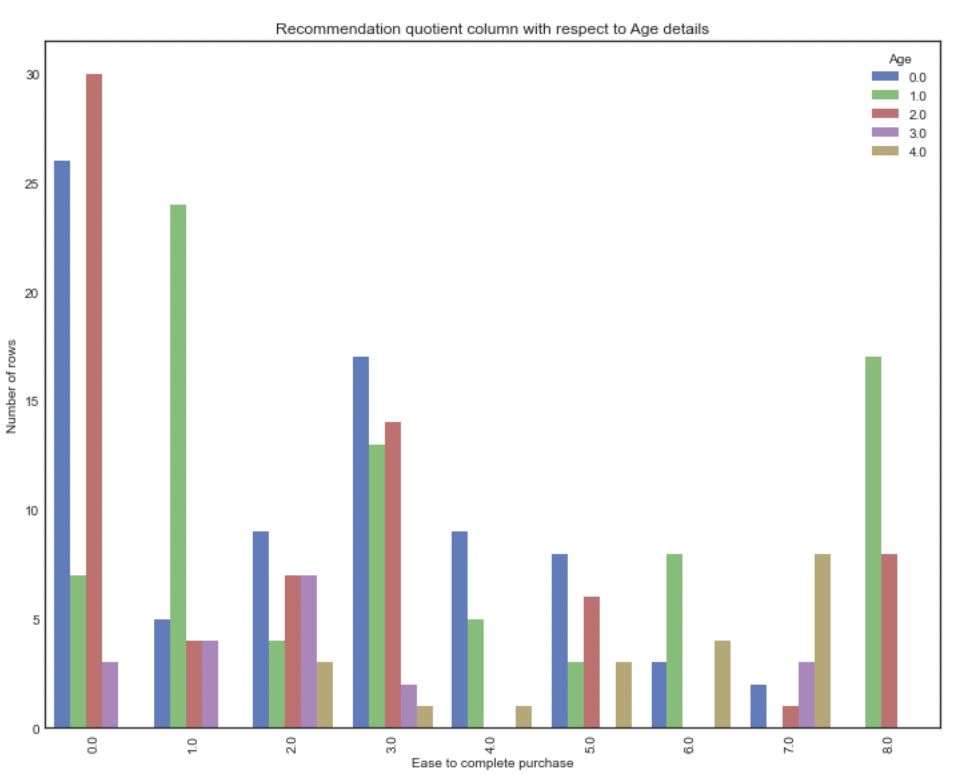 Recommendation quotient column with respect to Age details
Age
0.0
1.0
2.0
3.0
4.0
30
25
20
15
10
5
0
Number of rows
0.0 1.0 2.0 3.0 4.0 5.0 6.0 7.0 8.0
Ease to complete purchase